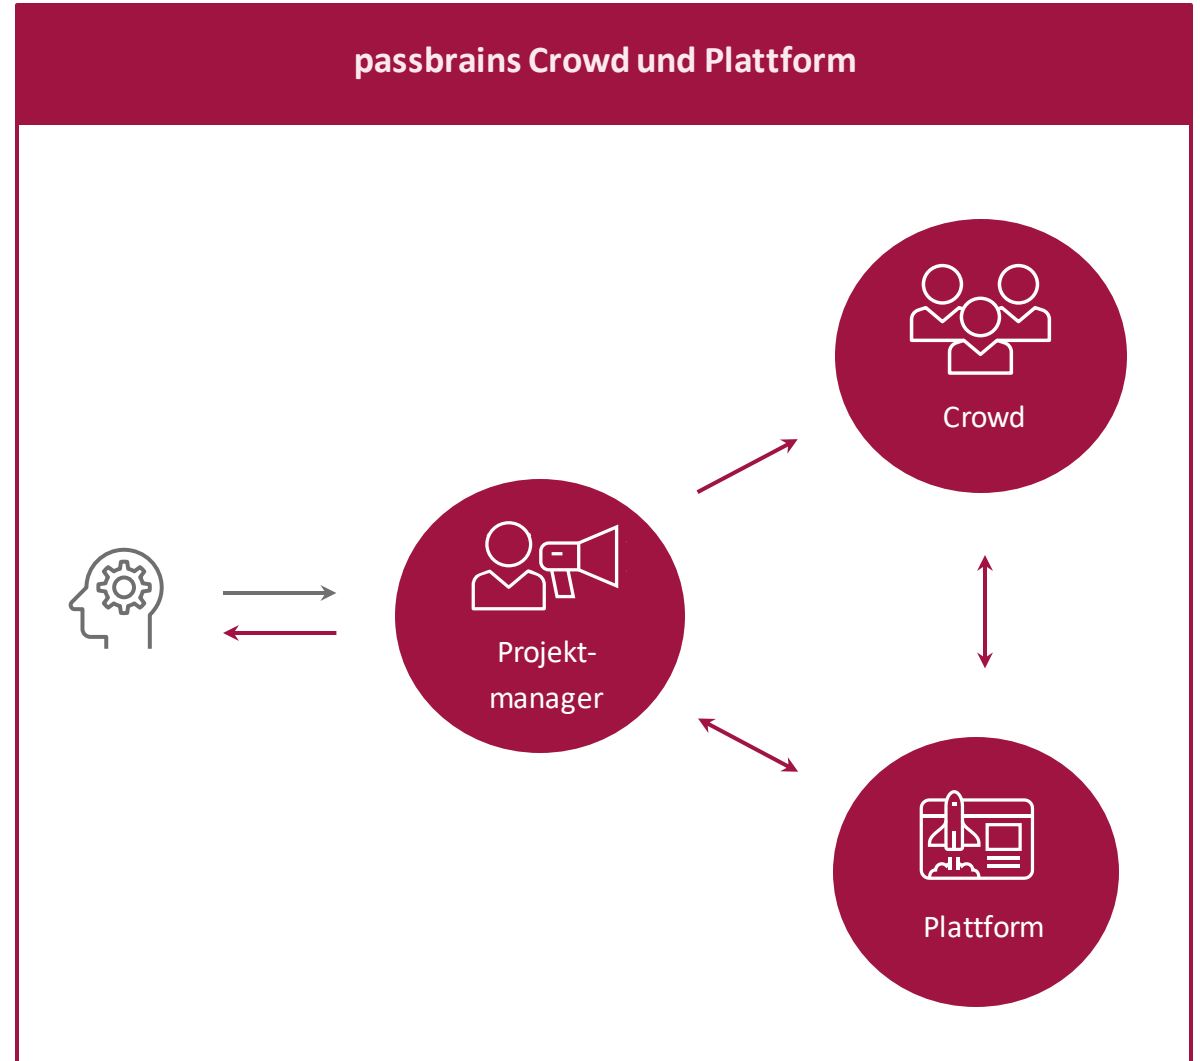 passbrains Crowd und Plattform
Crowd
Projekt-
manager
Plattform